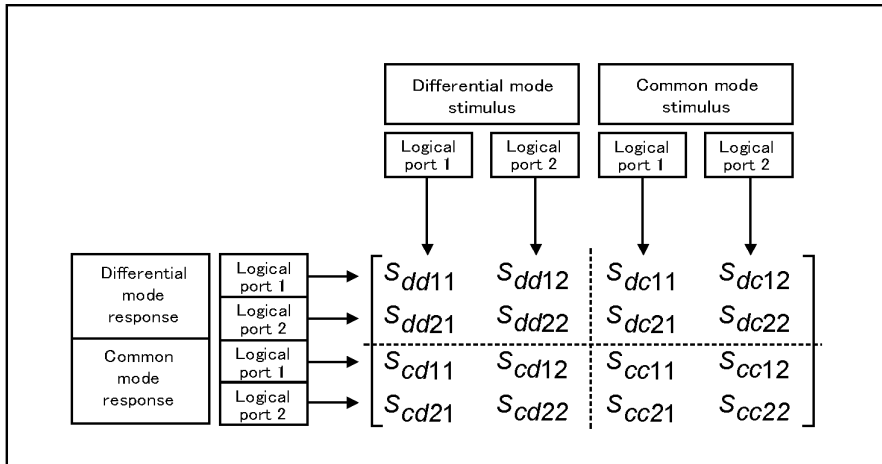 Differential mode
stimulus
Common mode
stimulus
Logical
port 1
Logical
port 2
Logical
port 1
Logical
port 2
Differential
mode
response
Common
mode
response
Logical
port 1
Logical
port 2
Logical
port 1
Logical
port 2
Sdd11 Sdd12 Sdc11 Sdc12
Sdd21 Sdd22 Sdc21 Sdc22
Scd11 Scd12 Scc11 Scc12
Scd21 Scd22 Scc21 Scc22